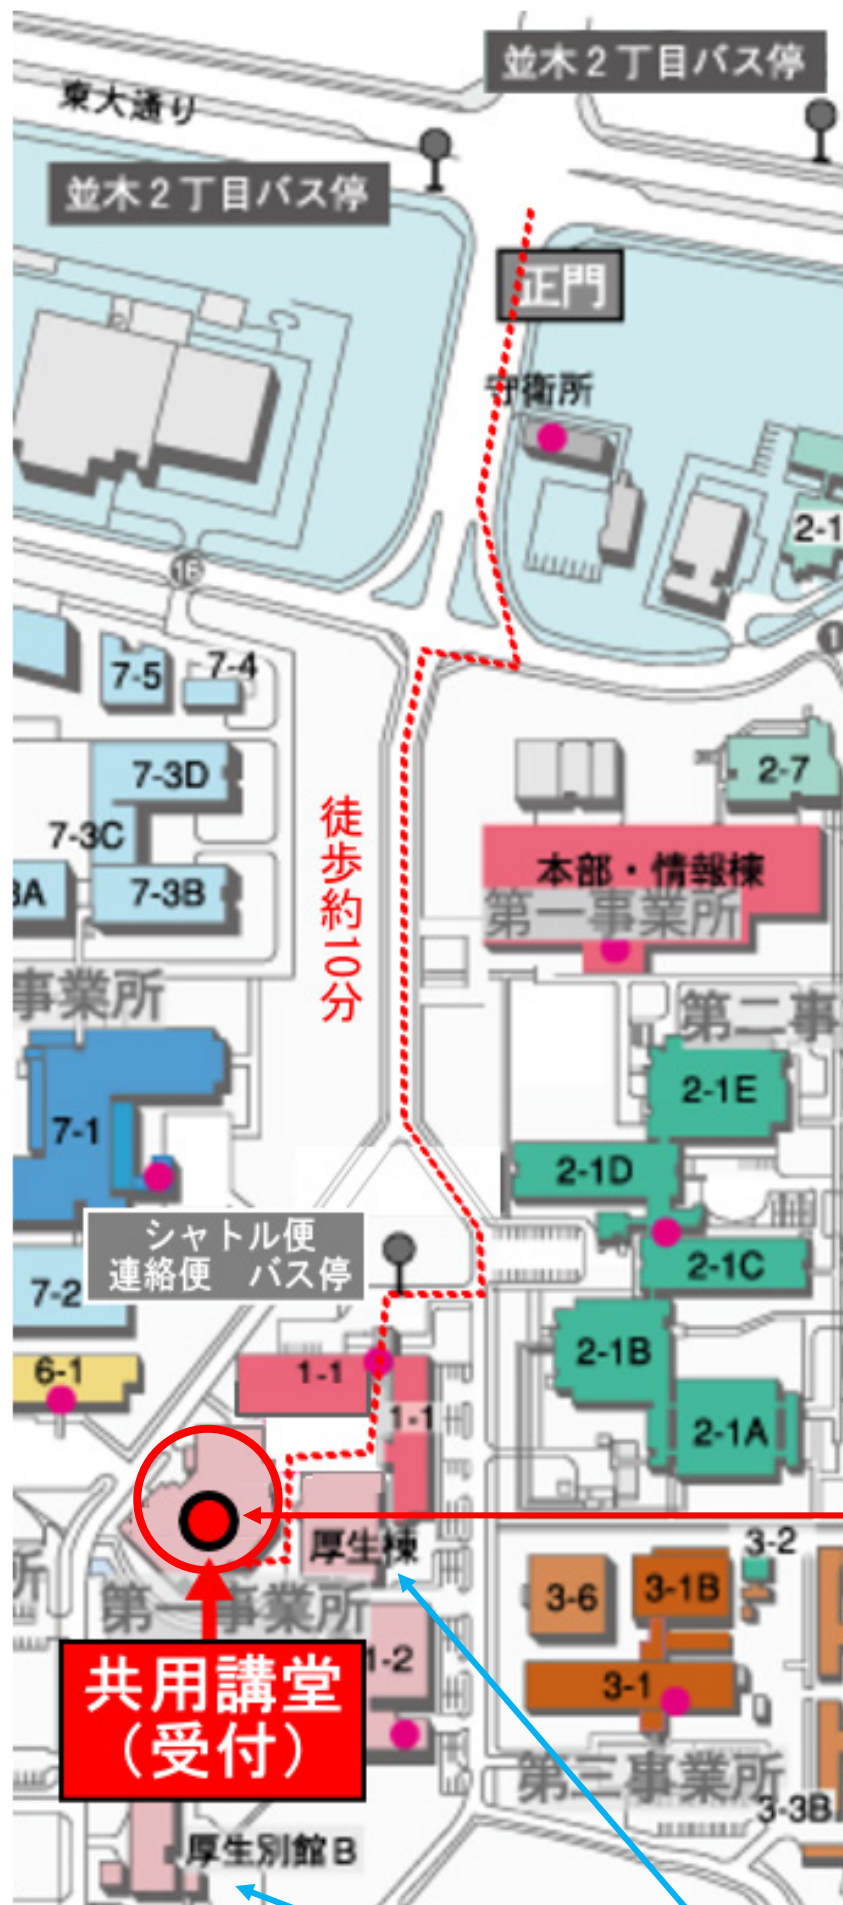 並木２丁目バス停
東大通り
並木２丁目バス停
正門
守衛所
2-1
16
1
7-5
7-4
7-3D
2-7
7-3C
本部・情報棟
3A
7-3B
第一事業所
徒歩約10分
事業所
第二事
2-1E
7-1
2-1D
シャトル便
連絡便　バス停
2-1C
7-2
2-1B
6-1
1-1
1-1
2-1A
厚生棟
3-2
所
第一事業所
3-6
3-1B
1-2
共用講堂
（受付）
3-1
第三事業所
3-3B
厚生別館B